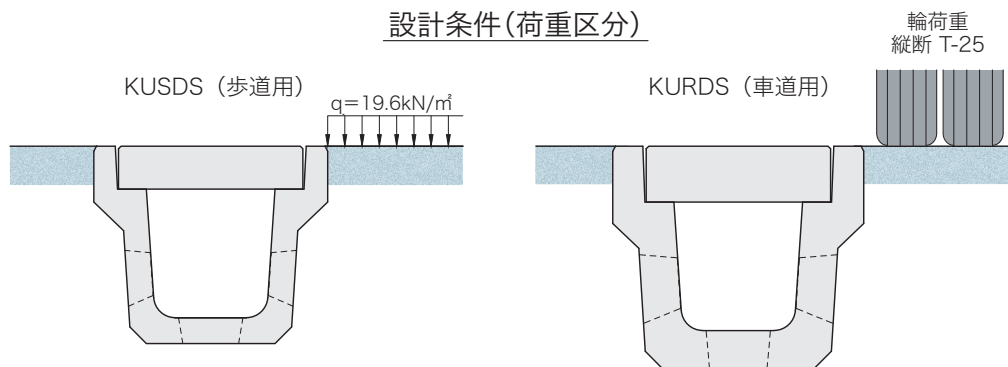 設計条件(荷重区分)
KUSDS（歩道用）
q＝19.6kN/㎡
KURDS（車道用）
輪荷重
縦断 T-25